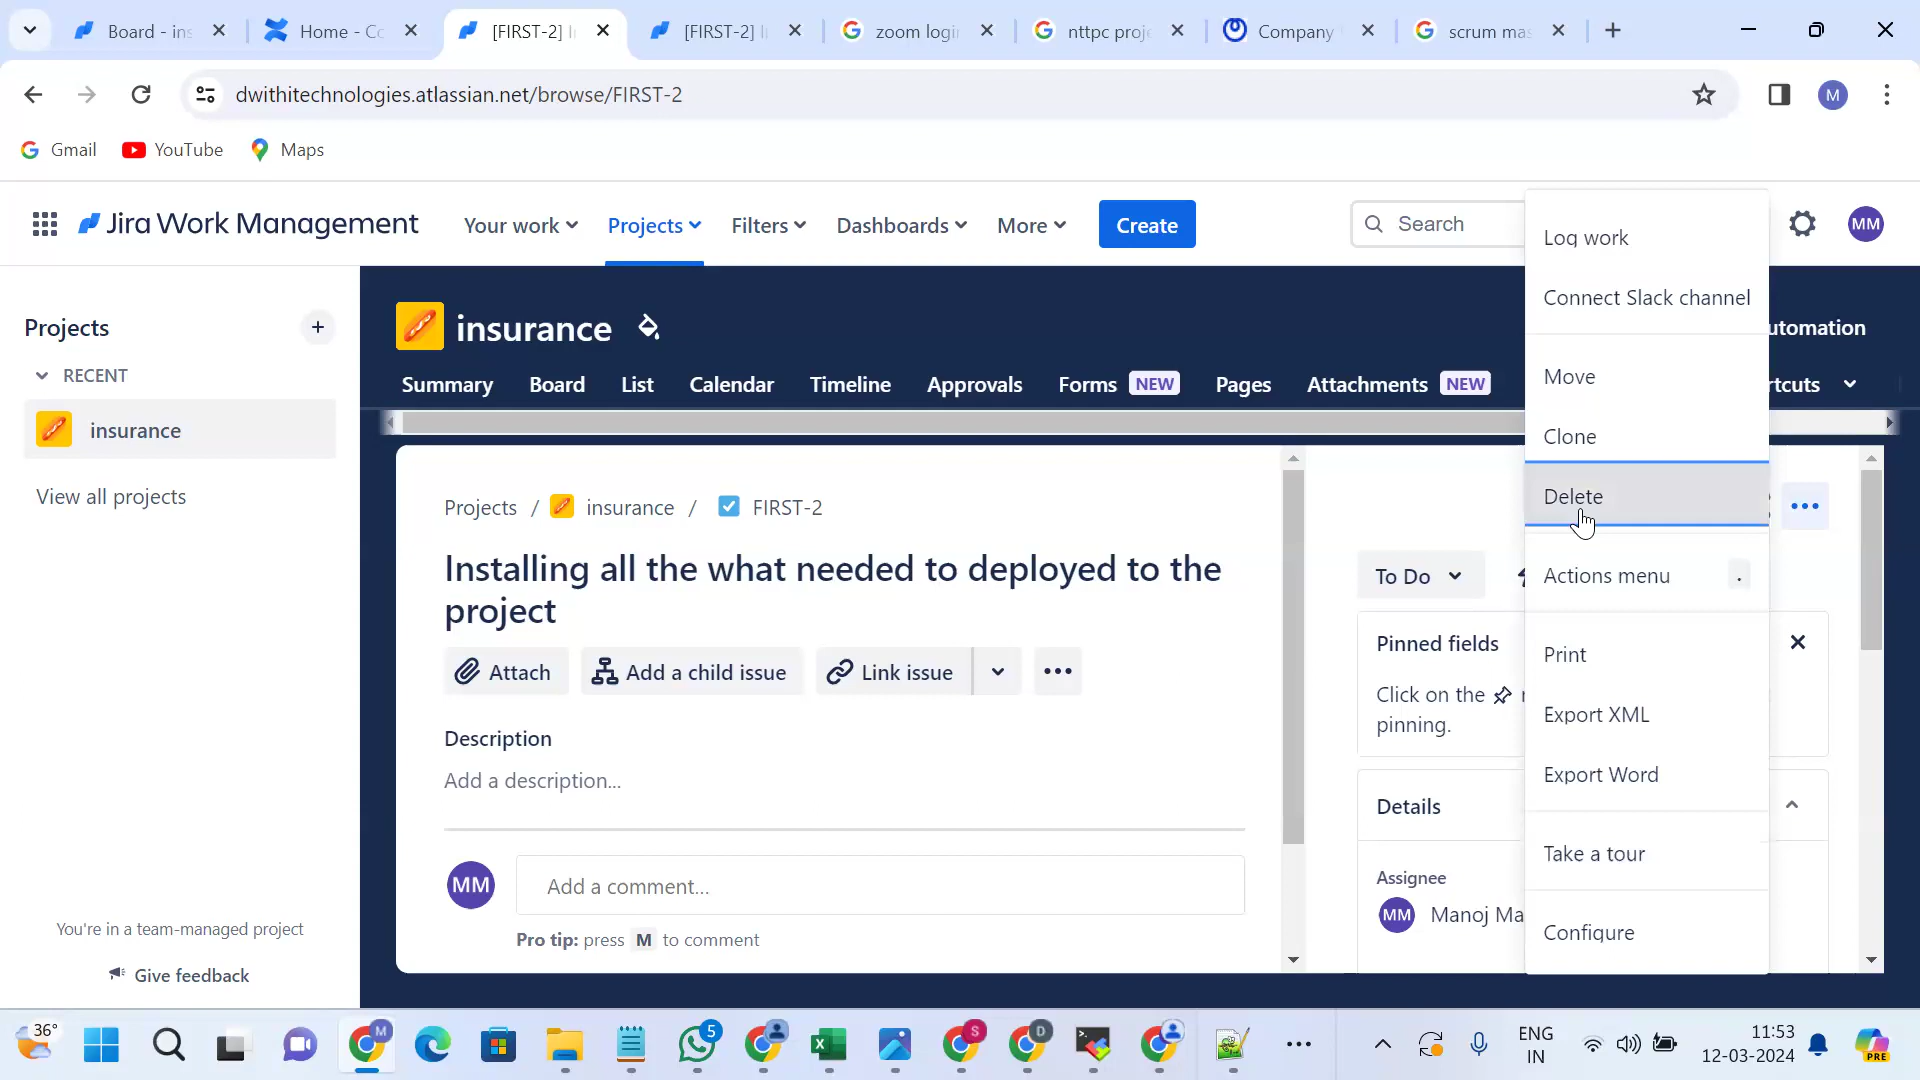 Board - ins
Home - Co
[FIRST-2] I
[FIRST-2] I
zoom login
nttpc proje
Company
scrum mas
dwithitechnologies.atlassian.net/browse/FIRST-2
M
Gmail
YouTube
Maps
Jira Work Management
Your work
Projects
Filters
Dashboards
More
Create
Search
MM
Projects
RECENT
insurance
View all projects
You're in a team-managed project
Give feedback
insurance
utomation
Summary
Board
List
Calendar
Timeline
Approvals
Forms NEW
Pages
Attachments NEW
rtcuts
Projects / insurance / FIRST-2
Installing all the what needed to deployed to the
project
Attach
Add a child issue
Link issue
Description
Add a description...
MM
Add a comment...
Pro tip: press M to comment
To Do
Pinned fields
Click on the
pinning.
Details
Assignee
MM Manoj Ma
Log work
Connect Slack channel
Move
Clone
Delete
Actions menu .
Print
Export XML
Export Word
Take a tour
Configure
36°
M
5
S
D
ENG
IN
11:53
12-03-2024
PRE